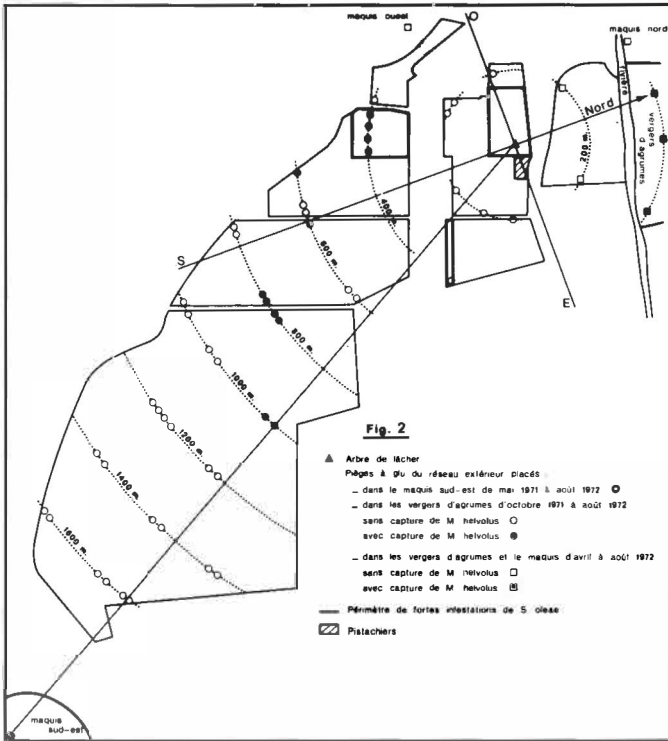 maquis ouest
O
maquis nord
rivière
Nord
vergers
d'agrumes
200 m
400 m
S
600 m.
E
800 m.
1000 m.
1200 m.
1400 m.
1600 m.
Fig. 2
Arbre de lâcher
Pièges à glu du réseau extérieur placés
_ dans le maquis sud-est de mai 1971 à août 1972
_ dans les vergers d'agrumes d'octobre 1971 à août 1972
sans capture de M helvolus
avec capture de M helvolus
_ dans les vergers d'agrumes et le maquis d'avril à août 1972
sans capture de M helvolus
avec capture de M helvolus
Périmètre de fortes infestations de S oleae
Pistachiers
maquis
sud-est